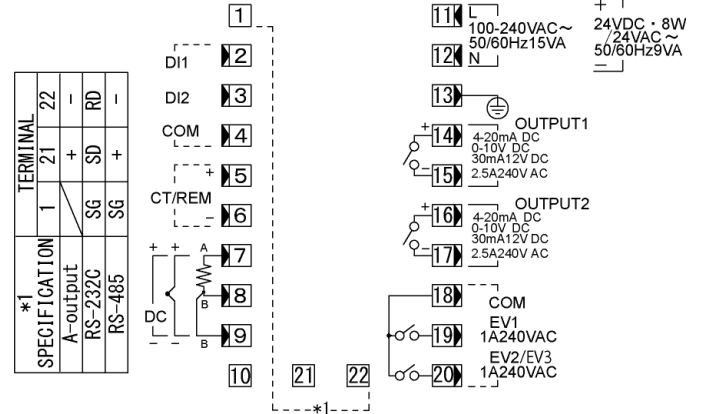 1
DI1
2
DI2
3
COM
4
+
5
CT/REM
-
6
+ + A
7
B
8
DC
- - B
9
10
21
22
*1
*1 TERMINAL
SPECIFICATION 1 21 22
A-output + -
RS-232C SG SD RD
RS-485 SG + -
11 L
100-240VAC~
50/60Hz15VA
12 N
+
24VDC・8W
/24VAC~
50/60Hz9VA
-
13
OUTPUT1
+ 14
4-20mA DC
0-10V DC
30mA12V DC
- 15
2.5A240V AC
OUTPUT2
+ 16
4-20mA DC
0-10V DC
30mA12V DC
- 17
2.5A240V AC
18
COM
EV1
19
1A240VAC
EV2/EV3
20
1A240VAC